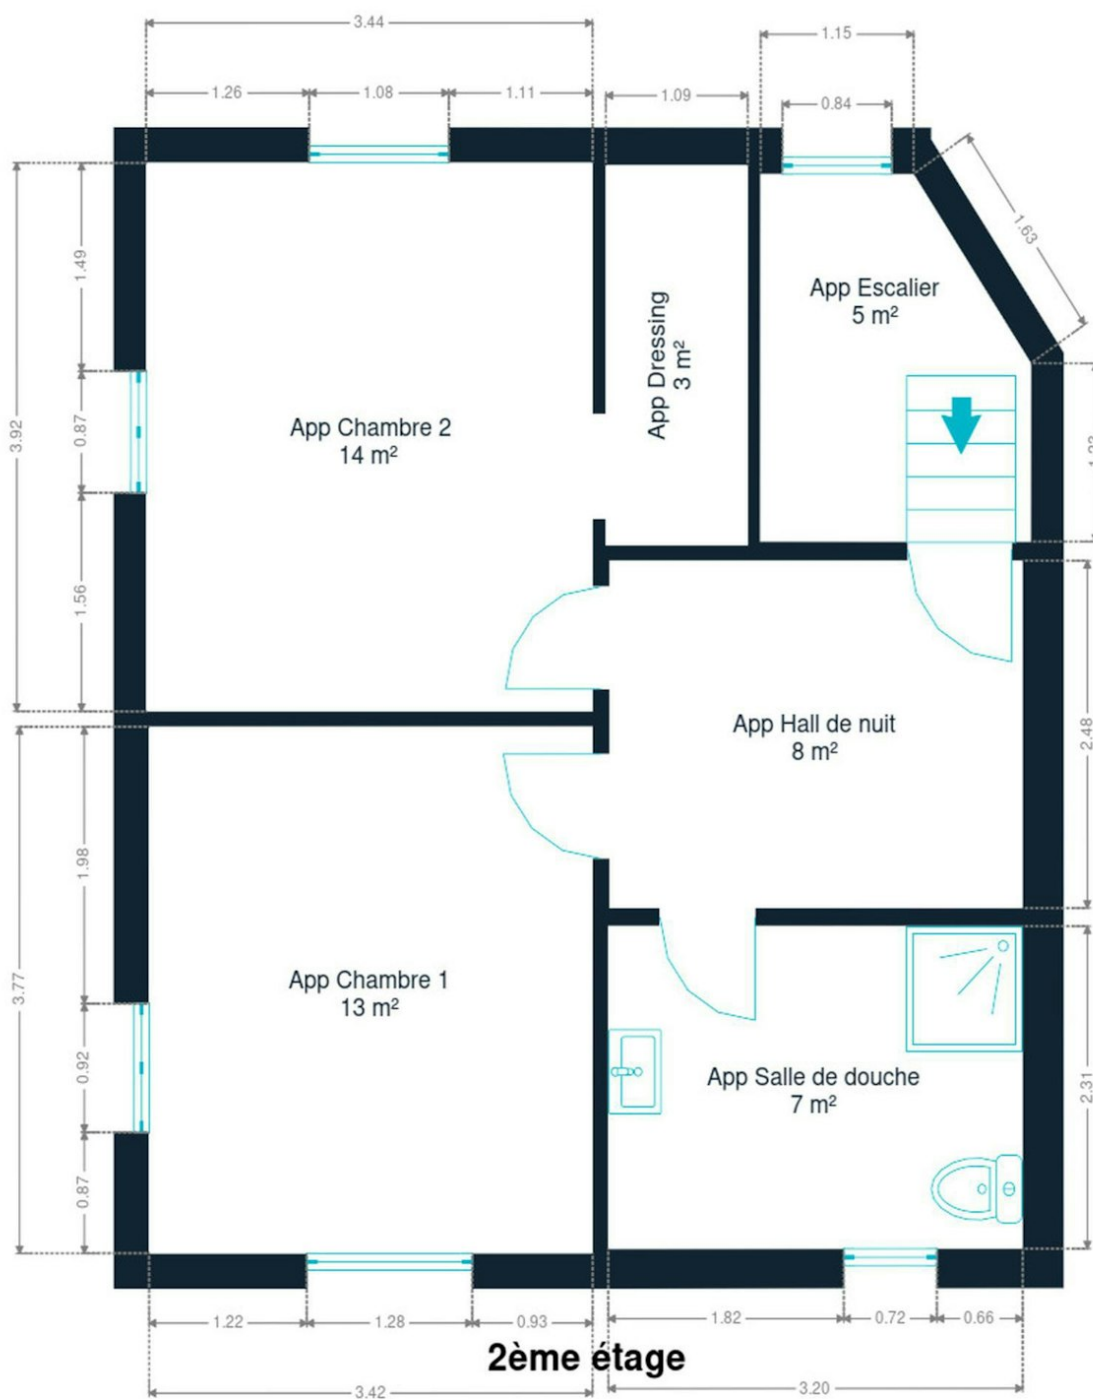 3.44
1.15
1.26
1.08
1.11
1.09
0.84
1.63
1.49
App Escalier
5 m²
App Dressing
3 m²
3.92
0.87
App Chambre 2
14 m²
1.56
App Hall de nuit
8 m²
2.48
1.98
3.77
App Chambre 1
13 m²
0.92
App Salle de douche
7 m²
2.31
0.87
1.22
1.28
0.93
1.82
0.72
0.66
2ème étage
3.42
3.20